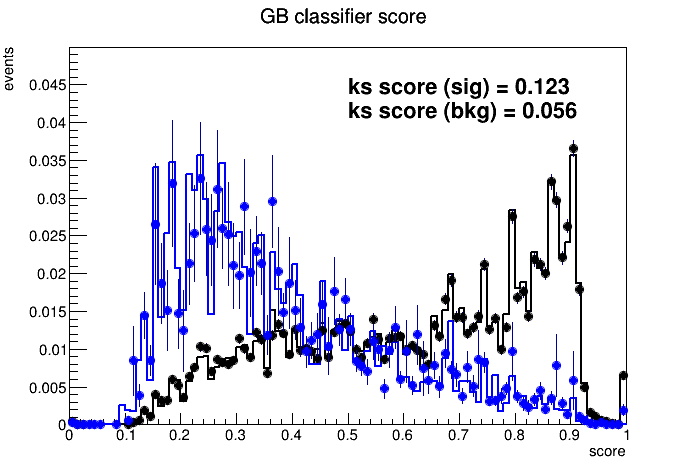 GB classifier score
events
ks score (sig) = 0.123
ks score (bkg) = 0.056
0.045
0.04
0.035
0.03
0.025
0.02
0.015
0.01
0.005
0
0 0.1 0.2 0.3 0.4 0.5 0.6 0.7 0.8 0.9 1
score